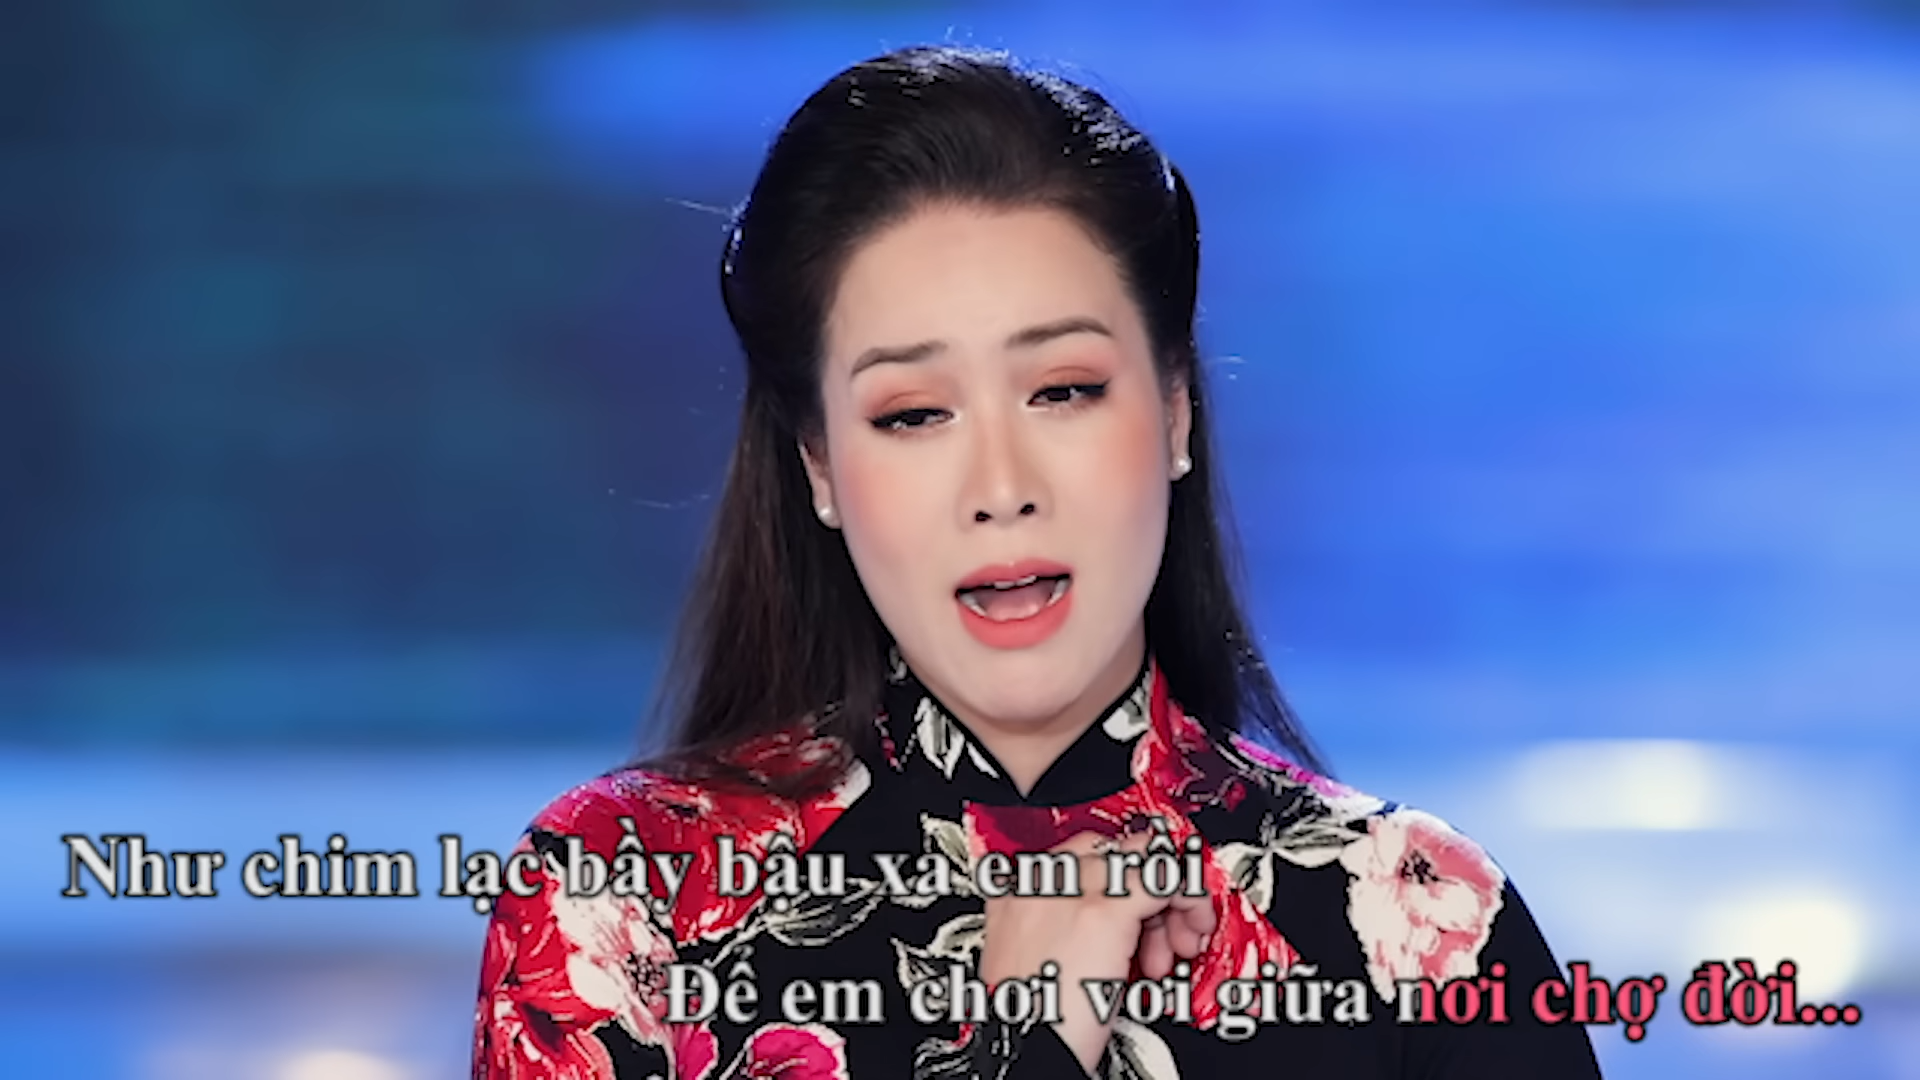 Như chim lạc bầy bậu xa em rồi
Để em chơi vơi giữa nơi chợ đời...